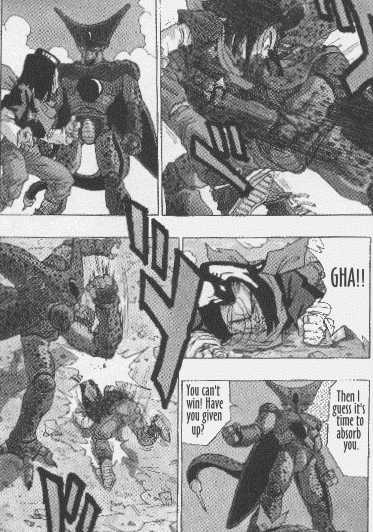 GHA!!
You can't
win! Have
you given
up?
Then I
guess it's
time to
absorb
you.